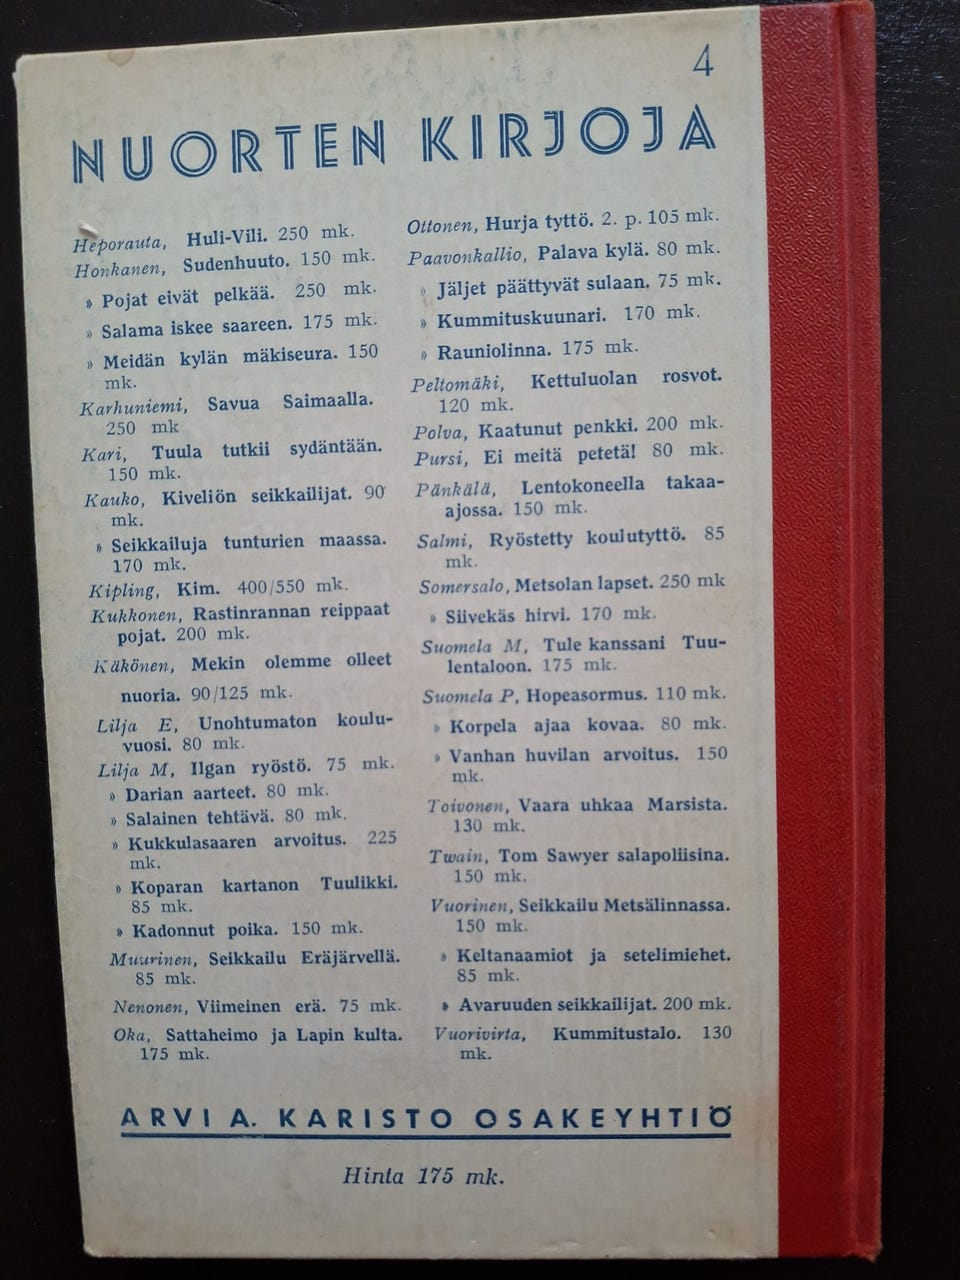 4
NUORTEN KIRJOJA
Heporauta, Huli-Vili. 250 mk.
Honkanen, Sudenhuuto. 150 mk.
» Pojat eivät pelkää. 250 mk.
» Salama iskee saareen. 175 mk.
» Meidän kylän mäkiseura. 150
mk.
Karhuniemi, Savua Saimaalla.
250 mk
Kari, Tuula tutkii sydäntään.
150 mk.
Kauko, Kiveliön seikkailijat. 90
mk.
» Seikkailuja tunturien maassa.
170 mk.
Kipling, Kim. 400/550 mk.
Kukkonen, Rastinrannan reippaat
pojat. 200 mk.
Käkönen, Mekin olemme olleet
nuoria. 90/125 mk.
Lilja E, Unohtumaton koulu-
vuosi. 80 mk.
Lilja M, Ilgan ryöstö. 75 mk.
» Darian aarteet. 80 mk.
» Salainen tehtävä. 80 mk.
» Kukkulasaaren arvoitus. 225
mk.
» Koparan kartanon Tuulikki.
85 mk.
» Kadonnut poika. 150 mk.
Muurinen, Seikkailu Eräjärvellä.
85 mk.
Nenonen, Viimeinen erä. 75 mk.
Oka, Sattaheimo ja Lapin kulta.
175 mk.
Ottonen, Hurja tyttö. 2. p. 105 mk.
Paavonkallio, Palava kylä. 80 mk.
» Jäljet päättyvät sulaan. 75 mk.
» Kummituskuunari. 170 mk.
» Rauniolinna. 175 mk.
Peltomäki, Kettuluolan rosvot.
120 mk.
Polva, Kaatunut penkki. 200 mk.
Pursi, Ei meitä petetä! 80 mk.
Pänkälä, Lentokoneella takaa-
ajossa. 150 mk.
Salmi, Ryöstetty koulutyttö. 85
mk.
Somersalo, Metsolan lapset. 250 mk
» Siivekäs hirvi. 170 mk.
Suomela M, Tule kanssani Tuu-
lentaloon. 175 mk.
Suomela P, Hopeasormus. 110 mk.
» Korpela ajaa kovaa. 80 mk.
» Vanhan huvilan arvoitus. 150
mk.
Toivonen, Vaara uhkaa Marsista.
130 mk.
Twain, Tom Sawyer salapoliisina.
150 mk.
Vuorinen, Seikkailu Metsälinnassa.
150 mk.
» Keltanaamiot ja setelimiehet.
85 mk.
» Avaruuden seikkailijat. 200 mk.
Vuorivirta, Kummitustalo. 130
mk.
ARVI A. KARISTO OSAKEYHTIÖ
Hinta 175 mk.